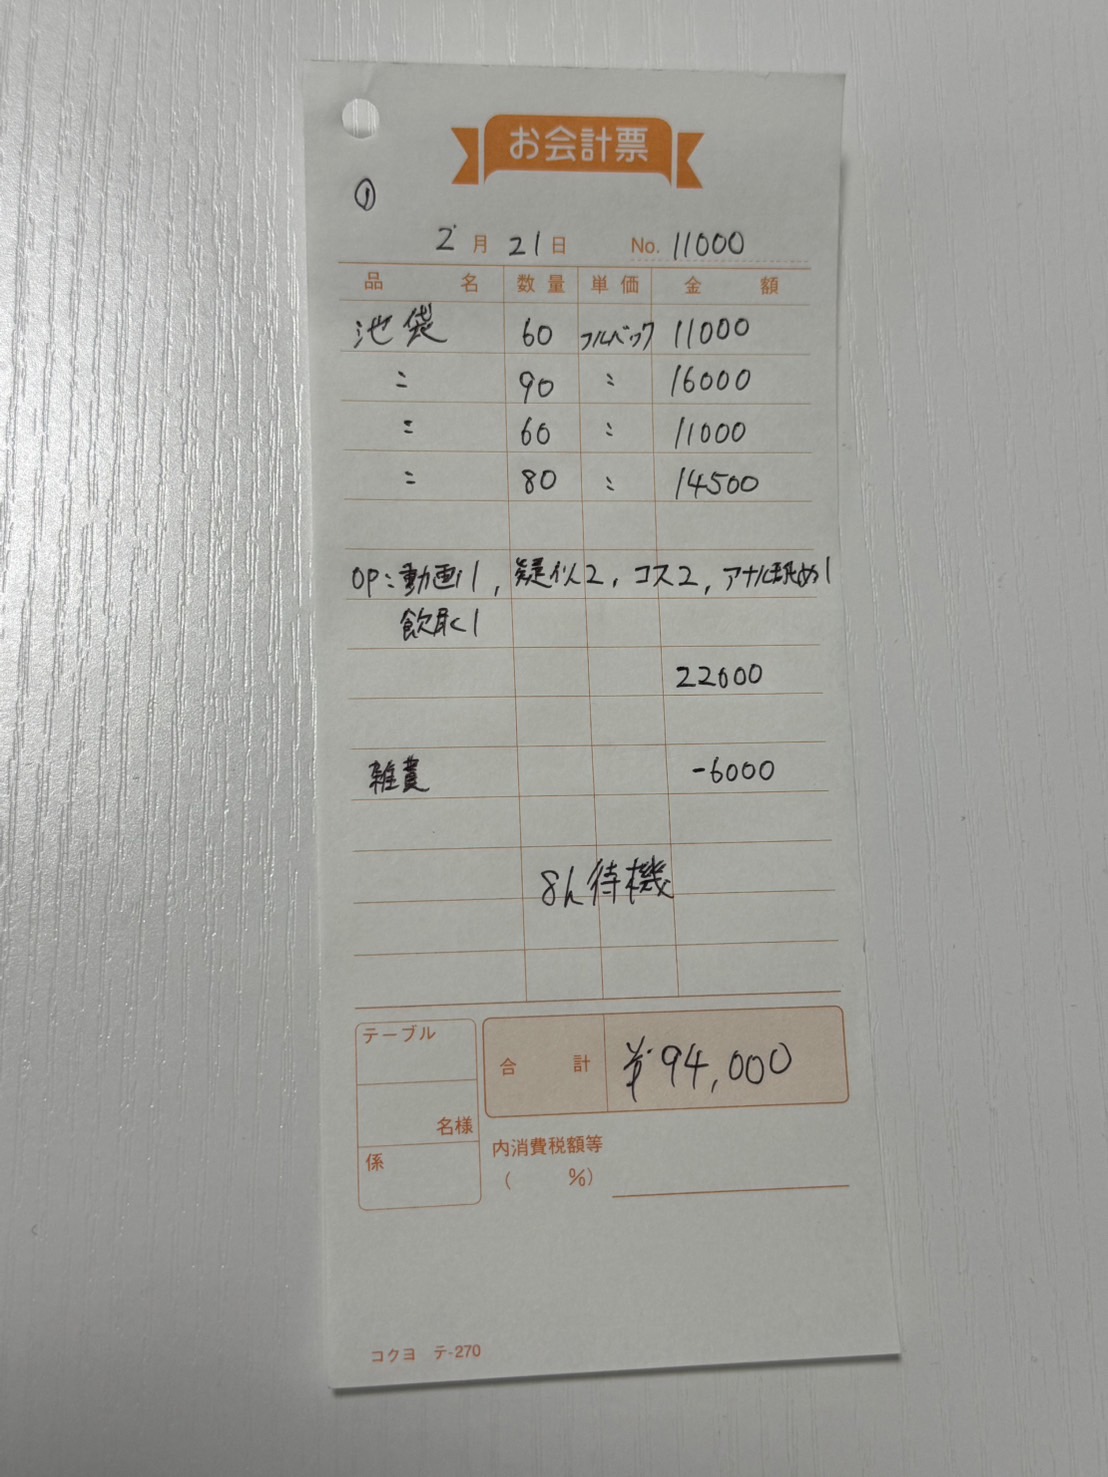 お会計票
①
2月21日 No. 11000
品名 数量 単価 金額
池袋 60 フルバック 11000
〃 90 〃 16000
〃 60 〃 11000
〃 80 〃 14500
OP:動画1, 疑似2, コス2, アナル舐め1
飲尿1
22000
雑費 -6000
8h待機
テーブル
合計 ¥94,000
名様
係
内消費税額等
( %)
コクヨ テ-270